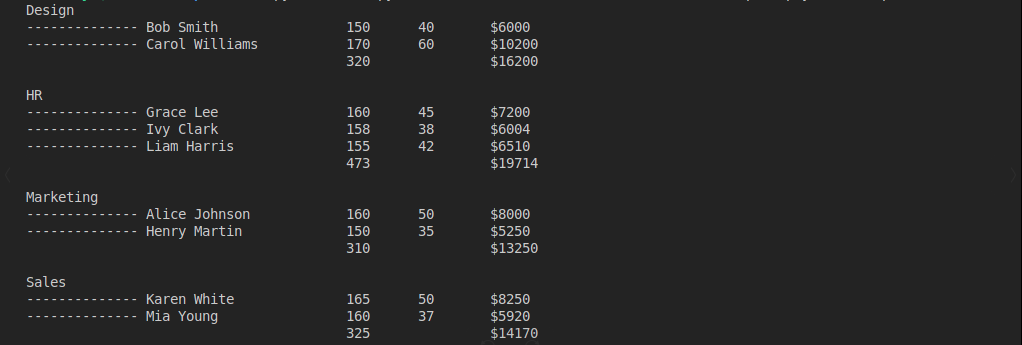 Design
-------------- Bob Smith 150 40 $6000
-------------- Carol Williams 170 60 $10200
320 $16200
HR
-------------- Grace Lee 160 45 $7200
-------------- Ivy Clark 158 38 $6004
-------------- Liam Harris 155 42 $6510
473 $19714
Marketing
-------------- Alice Johnson 160 50 $8000
-------------- Henry Martin 150 35 $5250
310 $13250
Sales
-------------- Karen White 165 50 $8250
-------------- Mia Young 160 37 $5920
325 $14170